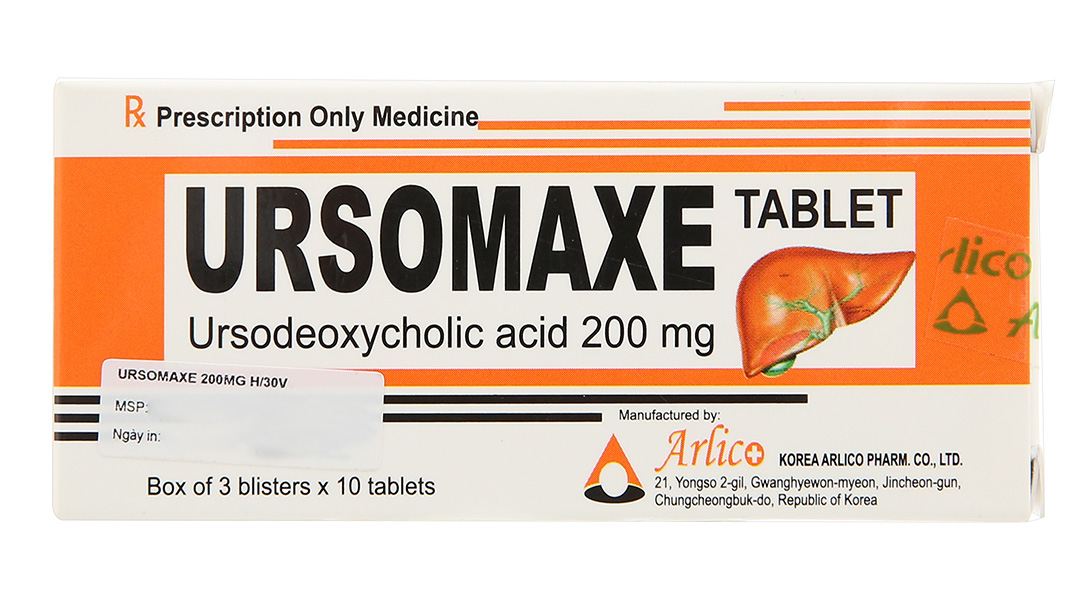 Rx Prescription Only Medicine
URSOMAXE TABLET
Ursodeoxycholic acid 200 mg
rlico
A
URSOMAXE 200MG H/30V
MSP:
Ngày in:
Box of 3 blisters x 10 tablets
Manufactured by:
Arlico KOREA ARLICO PHARM. CO., LTD.
21, Yongso 2-gil, Gwanghyewon-myeon, Jincheon-gun,
Chungcheongbuk-do, Republic of Korea